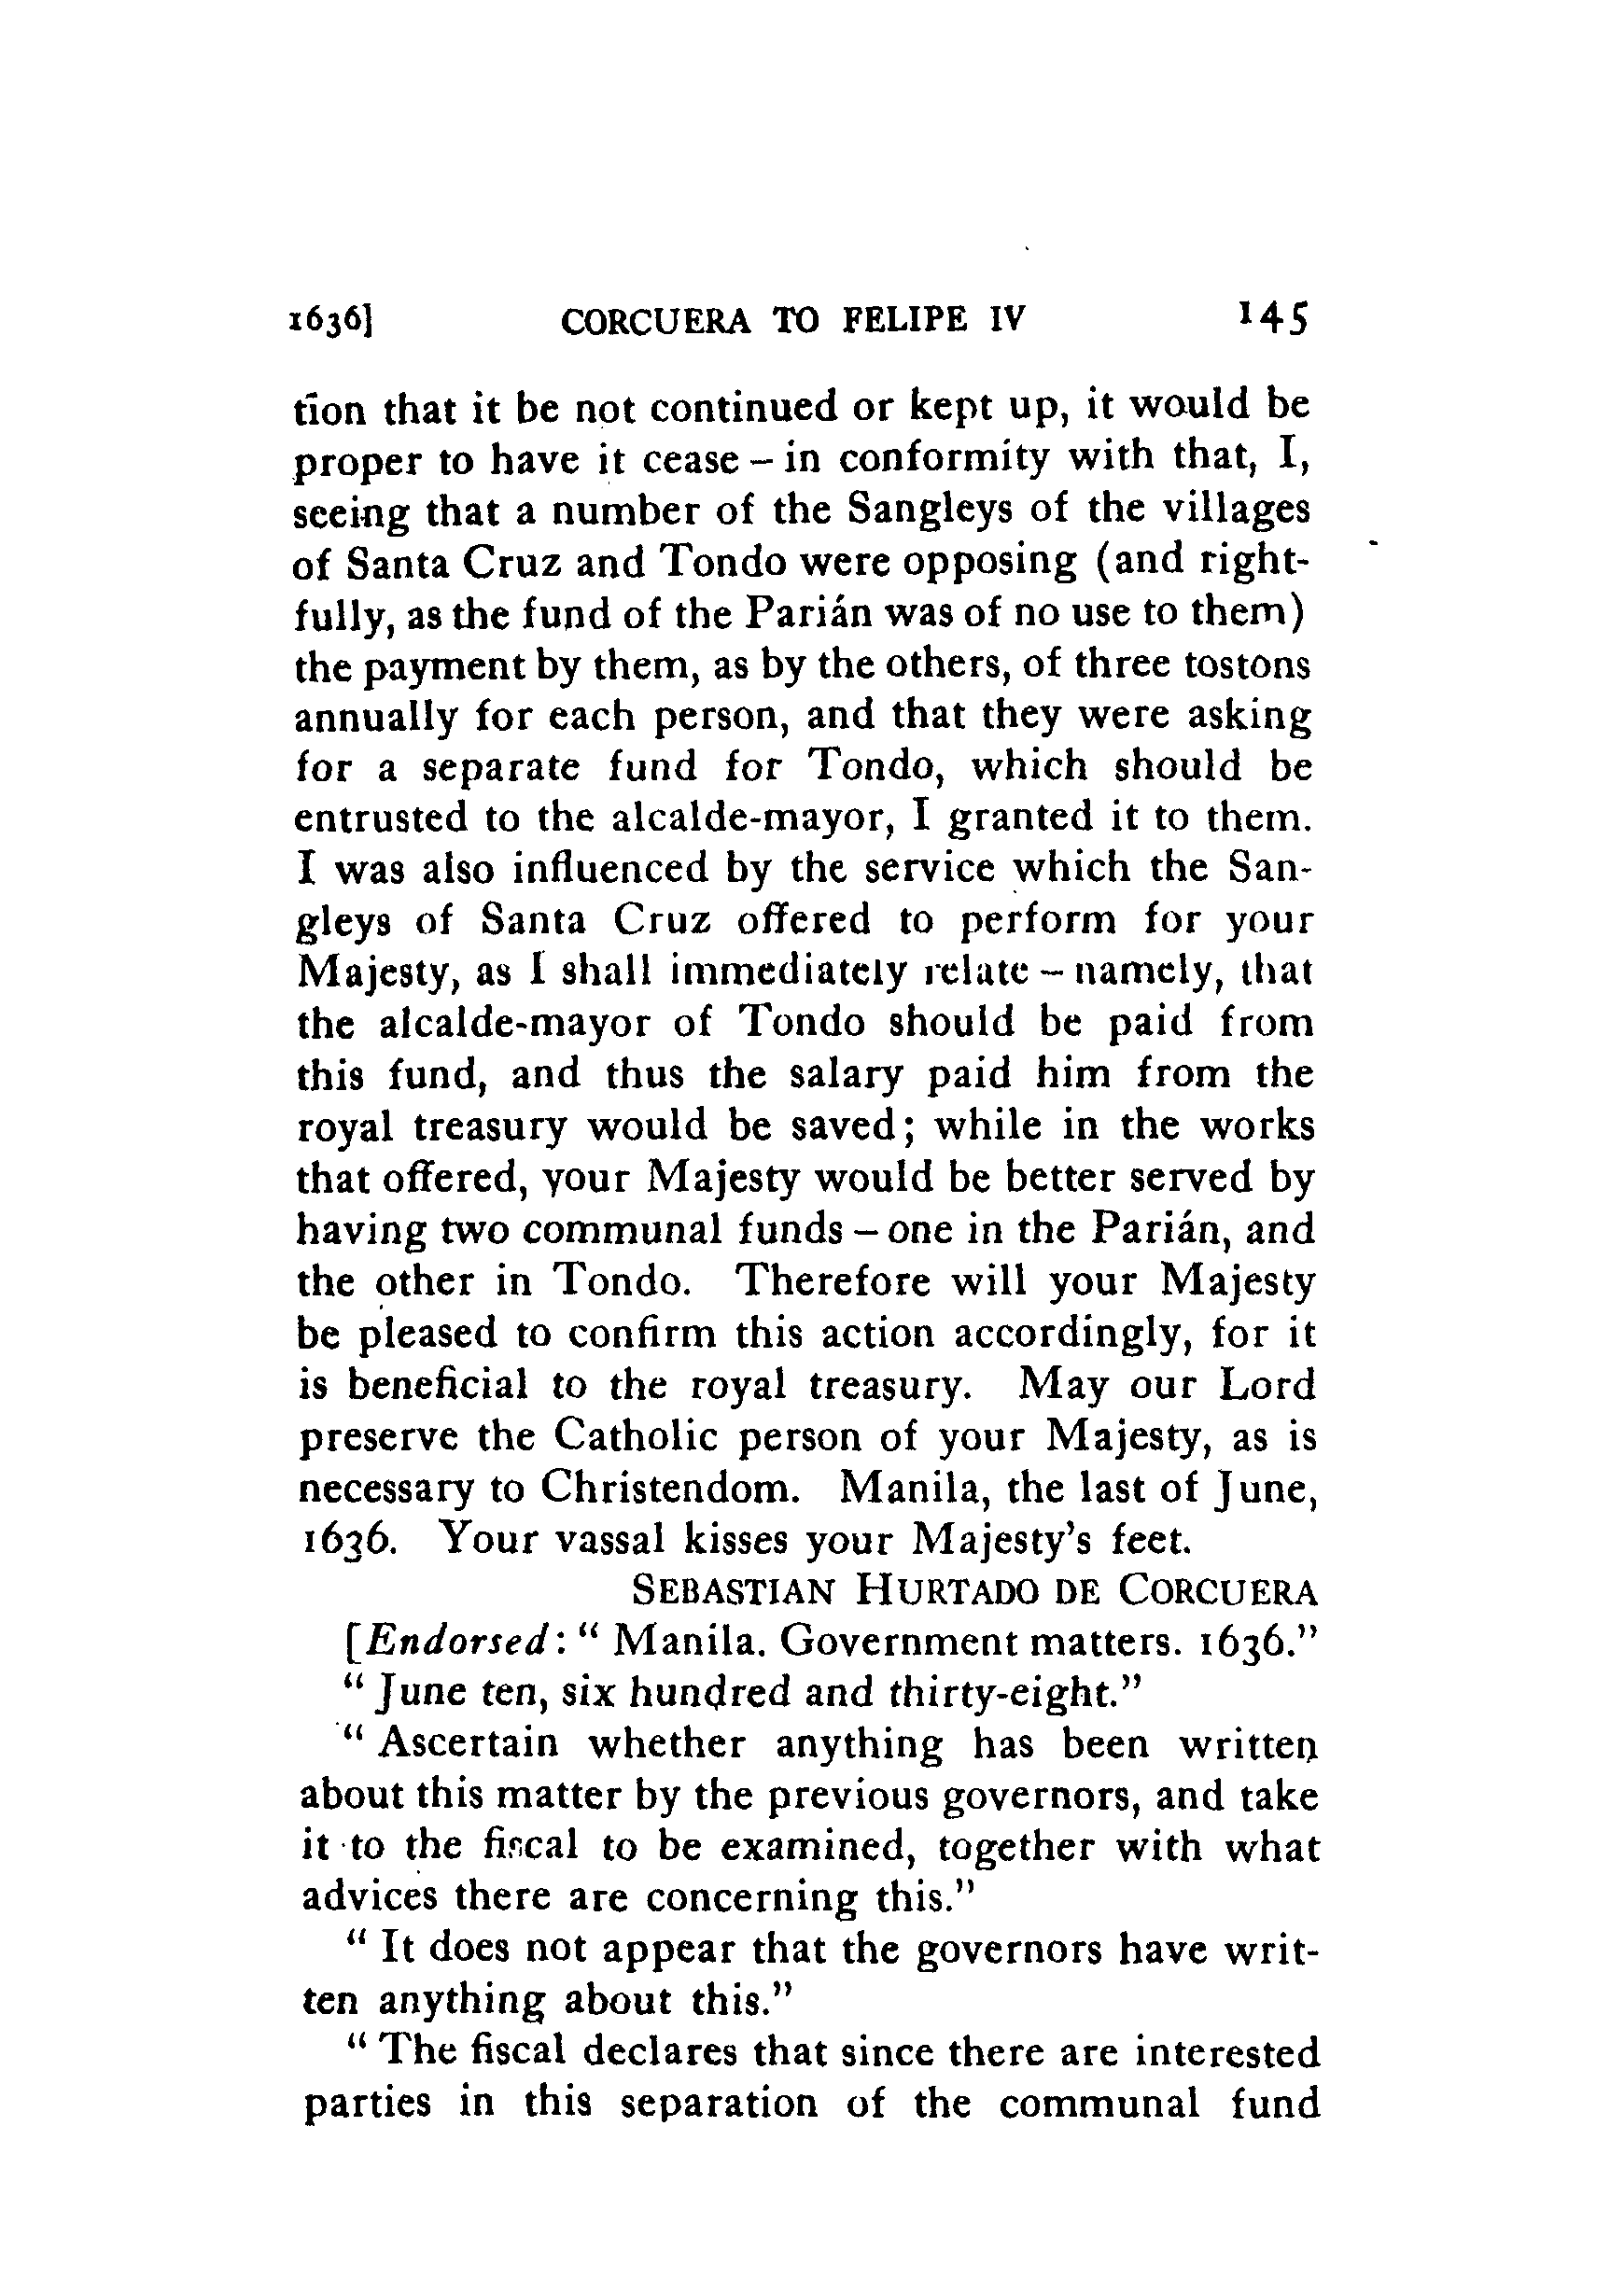 1636] CORCUERA TO FELIPE IV 145
tion that it be not continued or kept up, it would be
proper to have it cease – in conformity with that, I,
seeing that a number of the Sangleys of the villages
of Santa Cruz and Tondo were opposing (and right-
fully, as the fund of the Parián was of no use to them)
the payment by them, as by the others, of three tostons
annually for each person, and that they were asking
for a separate fund for Tondo, which should be
entrusted to the alcalde-mayor, I granted it to them.
I was also influenced by the service which the San-
gleys of Santa Cruz offered to perform for your
Majesty, as I shall immediately relate – namely, that
the alcalde-mayor of Tondo should be paid from
this fund, and thus the salary paid him from the
royal treasury would be saved; while in the works
that offered, your Majesty would be better served by
having two communal funds – one in the Parián, and
the other in Tondo. Therefore will your Majesty
be pleased to confirm this action accordingly, for it
is beneficial to the royal treasury. May our Lord
preserve the Catholic person of your Majesty, as is
necessary to Christendom. Manila, the last of June,
1636. Your vassal kisses your Majesty's feet.
SEBASTIAN HURTADO DE CORCUERA
[Endorsed: " Manila. Government matters. 1636."
" June ten, six hundred and thirty-eight."
" Ascertain whether anything has been written
about this matter by the previous governors, and take
it to the fiscal to be examined, together with what
advices there are concerning this."
" It does not appear that the governors have writ-
ten anything about this."
" The fiscal declares that since there are interested
parties in this separation of the communal fund